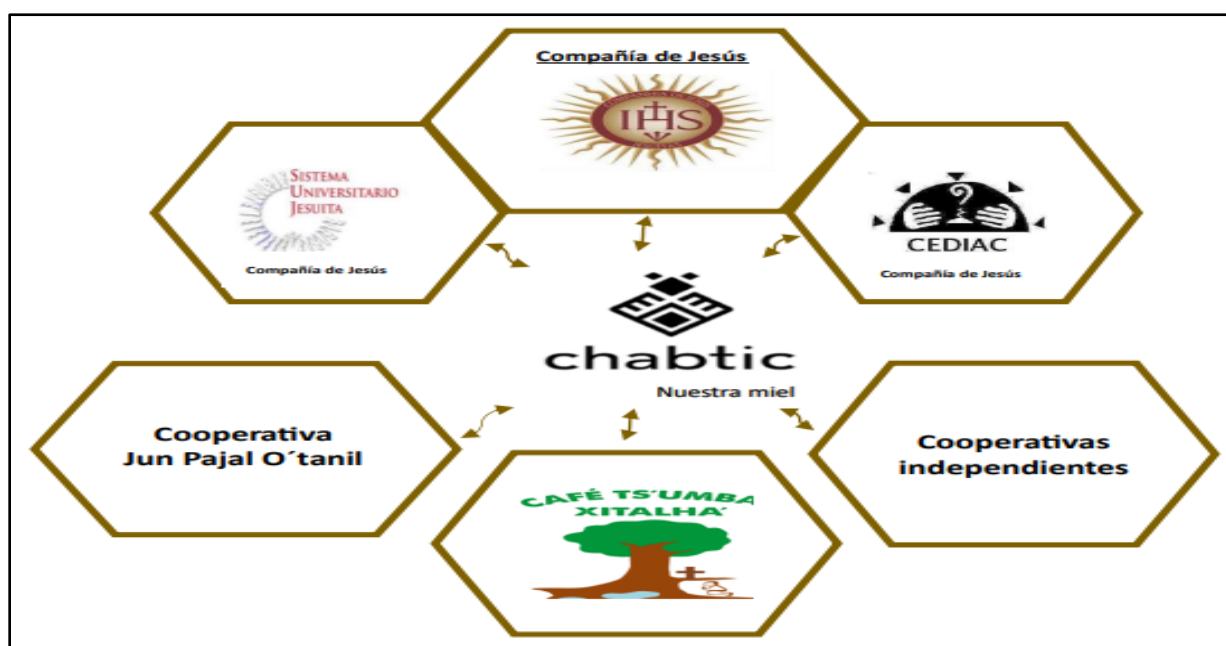 Compañía de Jesús
IHS
SISTEMA
UNIVERSITARIO
JESUITA
Compañía de Jesús
CEDIAC
Compañía de Jesús
chabtic
Nuestra miel
Cooperativa
Jun Pajal O´tanil
Cooperativas
independientes
CAFÉ TS'UMBA
XITALHA'